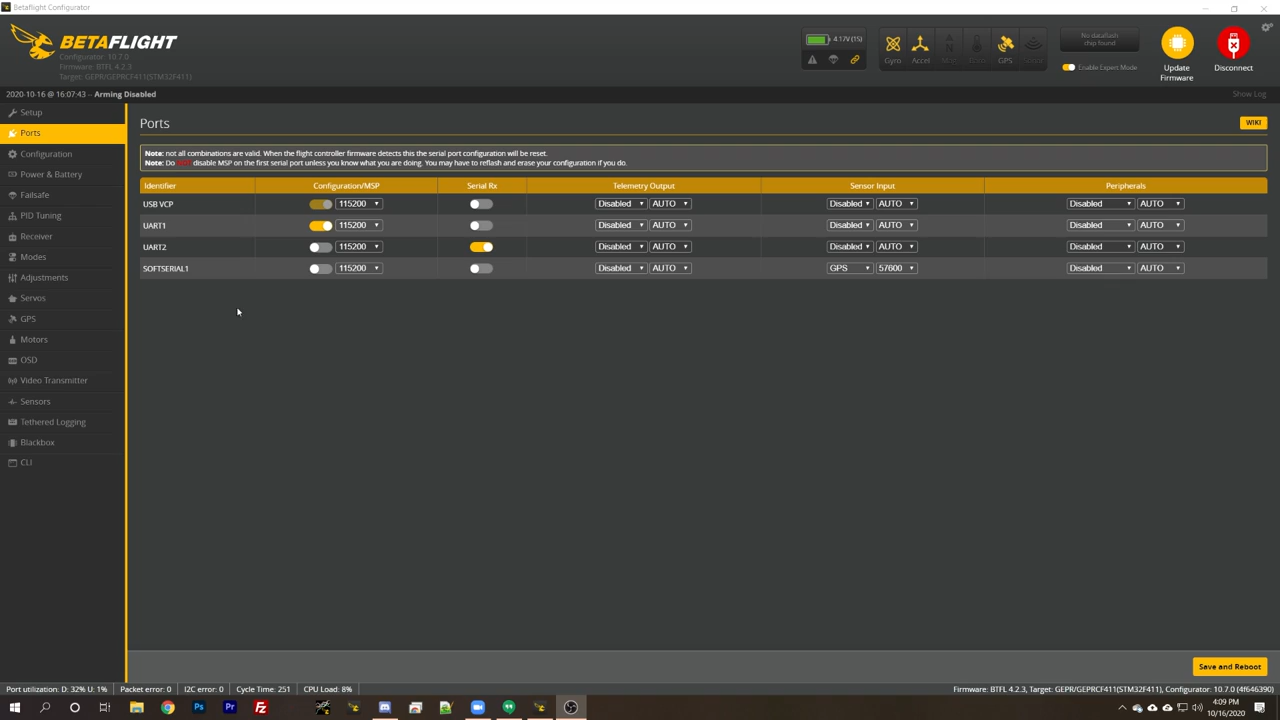 Betaflight Configurator
BETAFLIGHT
Configurator: 10.7.0
Firmware: BTFL 4.2.3
Target: GEPR/GEPRCF411(STM32F411)
4.17V (1S)
Gyro
Accel
GPS
No dataflash
chip found
Enable Expert Mode
Update
Firmware
Disconnect
2020-10-16 @ 16:07:43 -- Arming Disabled
Show Log
Setup
Ports
Configuration
Power & Battery
Failsafe
PID Tuning
Receiver
Modes
Adjustments
Servos
GPS
Motors
OSD
Video Transmitter
Sensors
Tethered Logging
Blackbox
CLI
Ports
WIKI
Note: not all combinations are valid. When the flight controller firmware detects this the serial port configuration will be reset.
Note: Do NOT disable MSP on the first serial port unless you know what you are doing. You may have to reflash and erase your configuration if you do.
Identifier Configuration/MSP Serial Rx Telemetry Output Sensor Input Peripherals
USB VCP 115200 Disabled AUTO Disabled AUTO Disabled AUTO
UART1 115200 Disabled AUTO Disabled AUTO Disabled AUTO
UART2 115200 Disabled AUTO Disabled AUTO Disabled AUTO
SOFTSERIAL1 115200 Disabled AUTO GPS 57600 Disabled AUTO
Save and Reboot
Port utilization: D: 32% U: 1% Packet error: 0 I2C error: 0 Cycle Time: 251 CPU Load: 8% Firmware: BTFL 4.2.3, Target: GEPR/GEPRCF411(STM32F411), Configurator: 10.7.0 (4f646390)
Ps
Pr
Fz
4:09 PM
10/16/2020